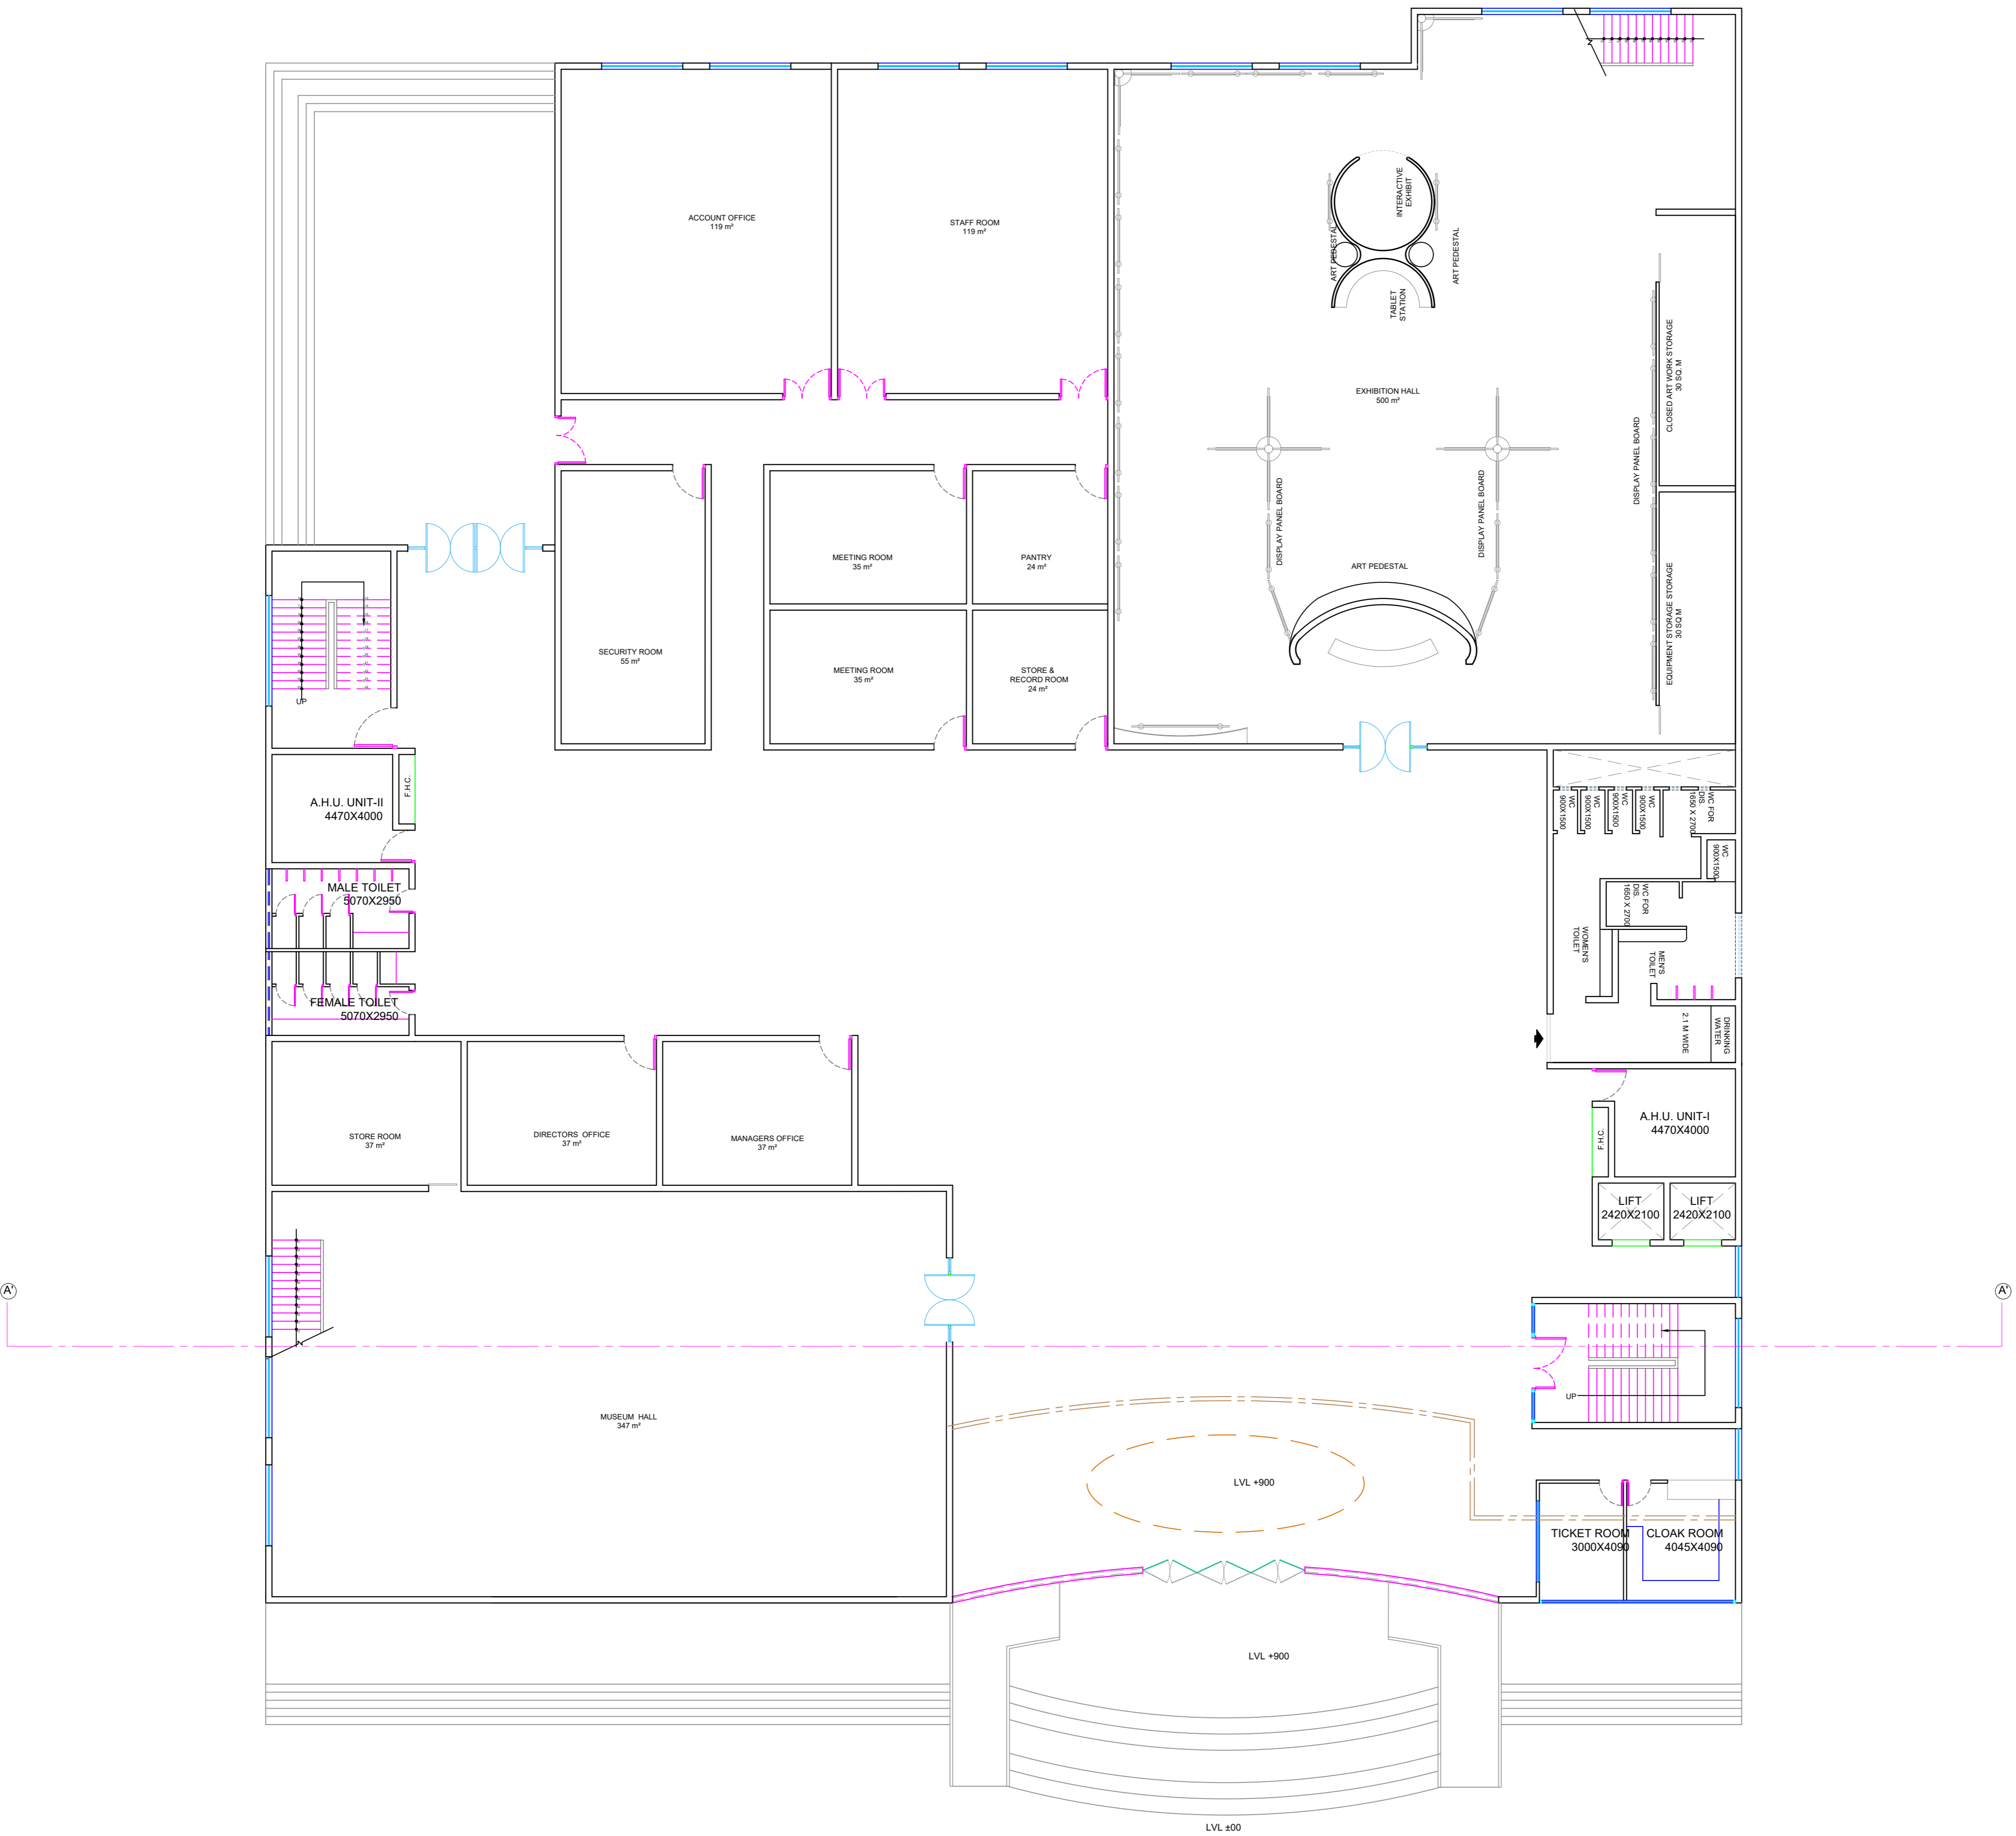 ACCOUNT OFFICE
119 m²
STAFF ROOM
119 m²
INTERACTIVE
EXHIBIT
ART PEDESTAL
ART PEDESTAL
TABLET
STATION
EXHIBITION HALL
500 m²
CLOSED ART WORK STORAGE
30 SQ. M
DISPLAY PANEL BOARD
DISPLAY PANEL BOARD
DISPLAY PANEL BOARD
ART PEDESTAL
EQUIPMENT STORAGE STORAGE
30 SQ.M
MEETING ROOM
35 m²
PANTRY
24 m²
SECURITY ROOM
55 m²
MEETING ROOM
35 m²
STORE &
RECORD ROOM
24 m²
UP
F.H.C.
A.H.U. UNIT-II
4470X4000
MALE TOILET
5070X2950
FEMALE TOILET
5070X2950
WC
900X1500
WC
900X1500
WC
900X1500
WC
900X1500
WC FOR
DIS.
1650 X 2700
WC
900X1500
WC FOR
DIS.
1650 X 2700
WOMEN'S
TOILET
MEN'S
TOILET
2.1 M WIDE
DRINKING
WATER
STORE ROOM
37 m²
DIRECTORS OFFICE
37 m²
MANAGERS OFFICE
37 m²
A.H.U. UNIT-I
4470X4000
F.H.C.
LIFT
2420X2100
LIFT
2420X2100
A'
A'
UP
MUSEUM HALL
347 m²
LVL +900
TICKET ROOM
3000X4090
CLOAK ROOM
4045X4090
LVL +900
LVL ±00